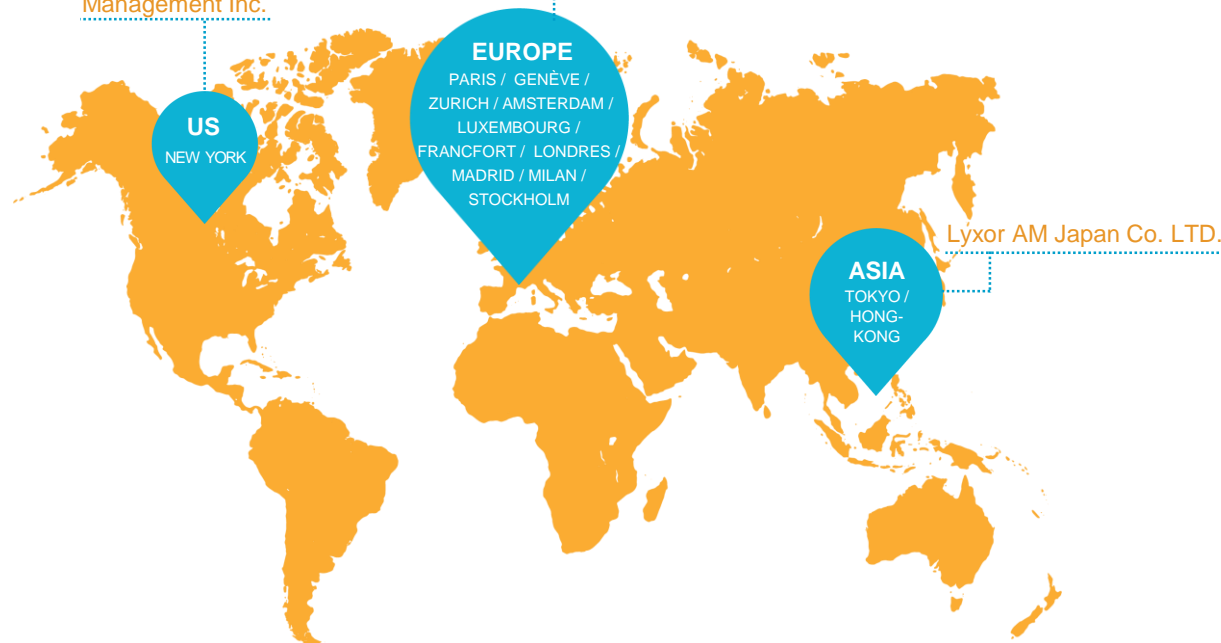 Management Inc.
EUROPE
PARIS / GENÈVE /
ZURICH / AMSTERDAM /
LUXEMBOURG /
FRANCFORT / LONDRES /
MADRID / MILAN /
STOCKHOLM
US
NEW YORK
Lyxor AM Japan Co. LTD.
ASIA
TOKYO /
HONG-
KONG